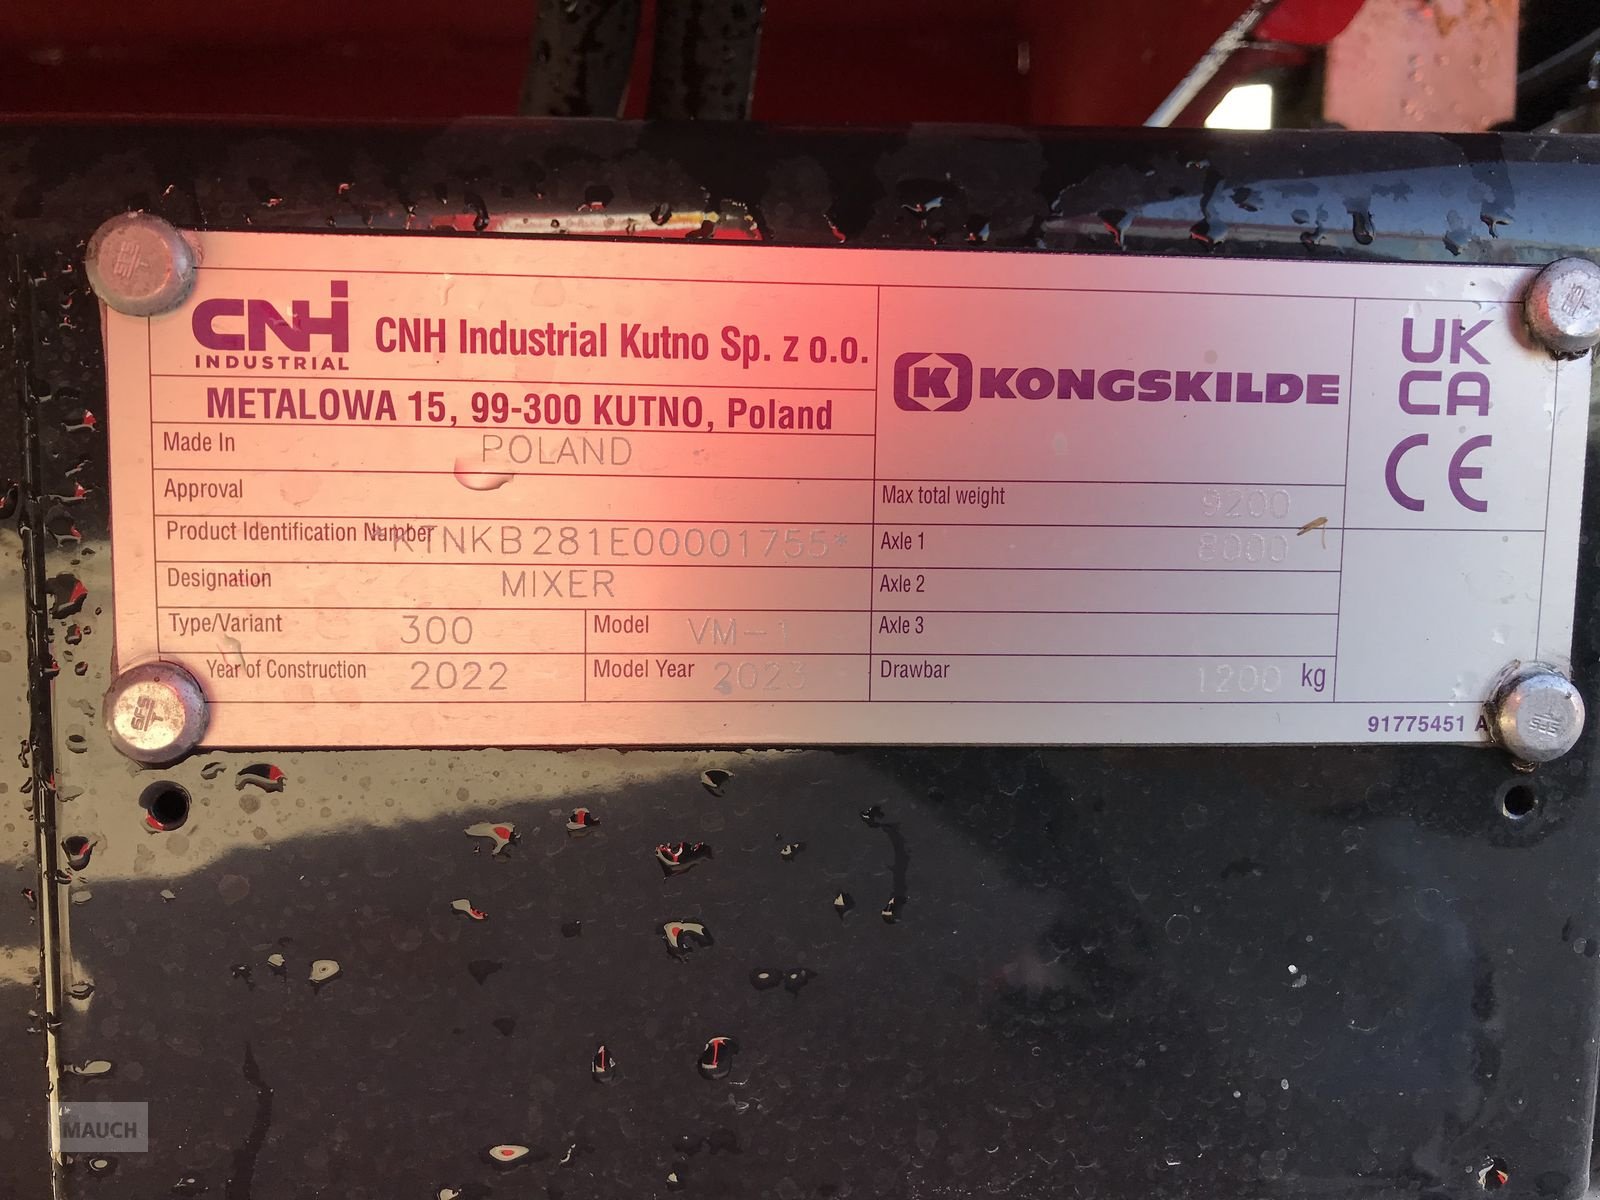 CNH
INDUSTRIAL
CNH Industrial Kutno Sp. z o.o.
METALOWA 15, 99-300 KUTNO, Poland
Made In POLAND
Approval
Product Identification Number *KTNKB281E00001755*
Designation MIXER
Type/Variant 300 Model VM-1
Year of Construction 2022 Model Year 2023
K KONGSKILDE
Max total weight 9200
Axle 1 8000
Axle 2
Axle 3
Drawbar 1200 kg
UK
CA
CE
91775451 A
MAUCH